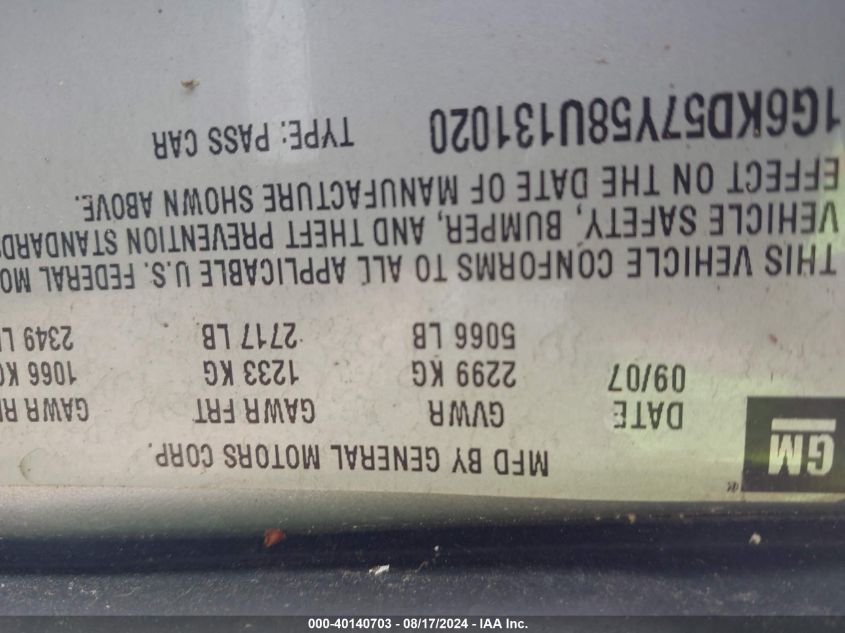 GM
MFD BY GENERAL MOTORS CORP.
DATE GVWR GAWR FRT GAWR R
09/07 2299 KG 1233 KG 1066 KG
5066 LB 2717 LB 2349 L
THIS VEHICLE CONFORMS TO ALL APPLICABLE U.S. FEDERAL MO
VEHICLE SAFETY, BUMPER, AND THEFT PREVENTION STANDARDS
EFFECT ON THE DATE OF MANUFACTURE SHOWN ABOVE.
1G6KD57Y58U131020 TYPE: PASS CAR
000-40140703 - 08/17/2024 - IAA Inc.